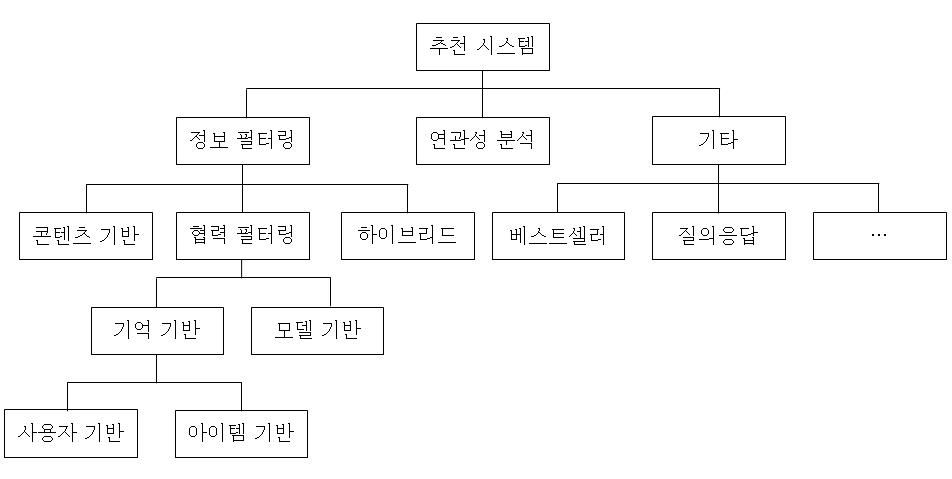 추천 시스템
정보 필터링
연관성 분석
기타
콘텐츠 기반
협력 필터링
하이브리드
베스트셀러
질의응답
…
기억 기반
모델 기반
사용자 기반
아이템 기반